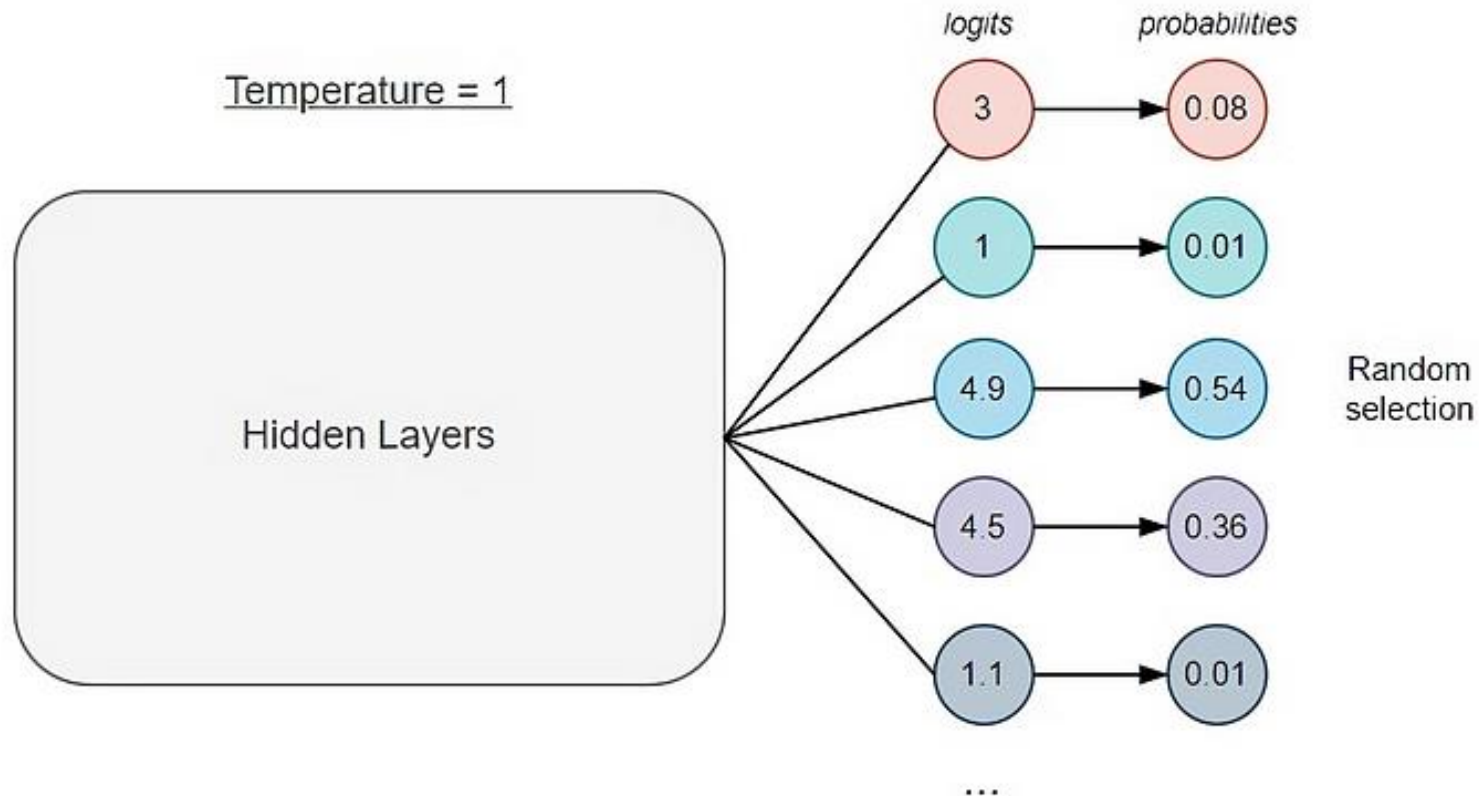 logits probabilities
Temperature = 1
3 0.08
1 0.01
Hidden Layers
4.9 0.54
Random
selection
4.5 0.36
1.1 0.01
...